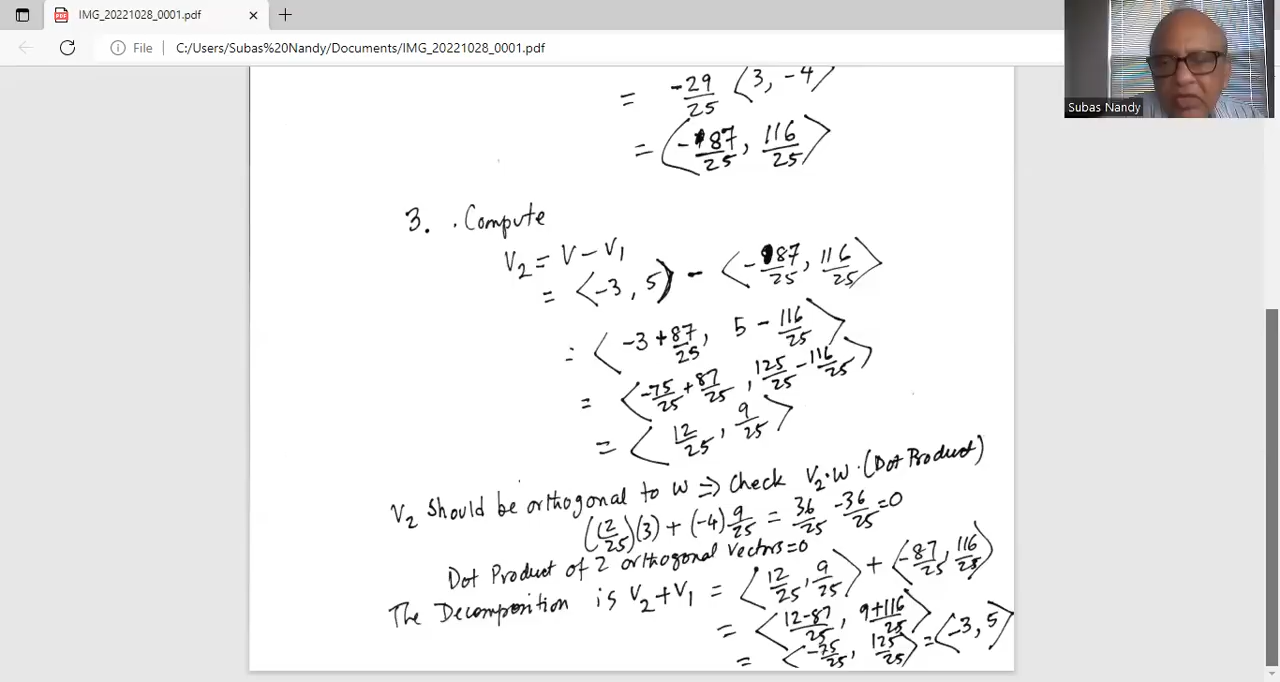 IMG_20221028_0001.pdf
File C:/Users/Subas%20Nandy/Documents/IMG_20221028_0001.pdf
Subas Nandy
= -29/25 ⟨3, -4⟩
= ⟨-87/25, 116/25⟩
3. .Compute
V₂ = V - V₁
= ⟨-3, 5⟩ - ⟨-87/25, 116/25⟩
= ⟨-3 + 87/25, 5 - 116/25⟩
= ⟨-75/25 + 87/25, 125/25 - 116/25⟩
= ⟨12/25, 9/25⟩
V₂ Should be orthogonal to W ⇒ Check V₂•W. (Dot Product)
(12/25)(3) + (-4) 9/25 = 36/25 - 36/25 = 0
Dot Product of 2 orthogonal Vectors = 0
The Decomposition is V₂ + V₁ = ⟨12/25, 9/25⟩ + ⟨-87/25, 116/25⟩
= ⟨12-87/25, 9+116/25⟩
= ⟨-75/25, 125/25⟩ = ⟨-3, 5⟩